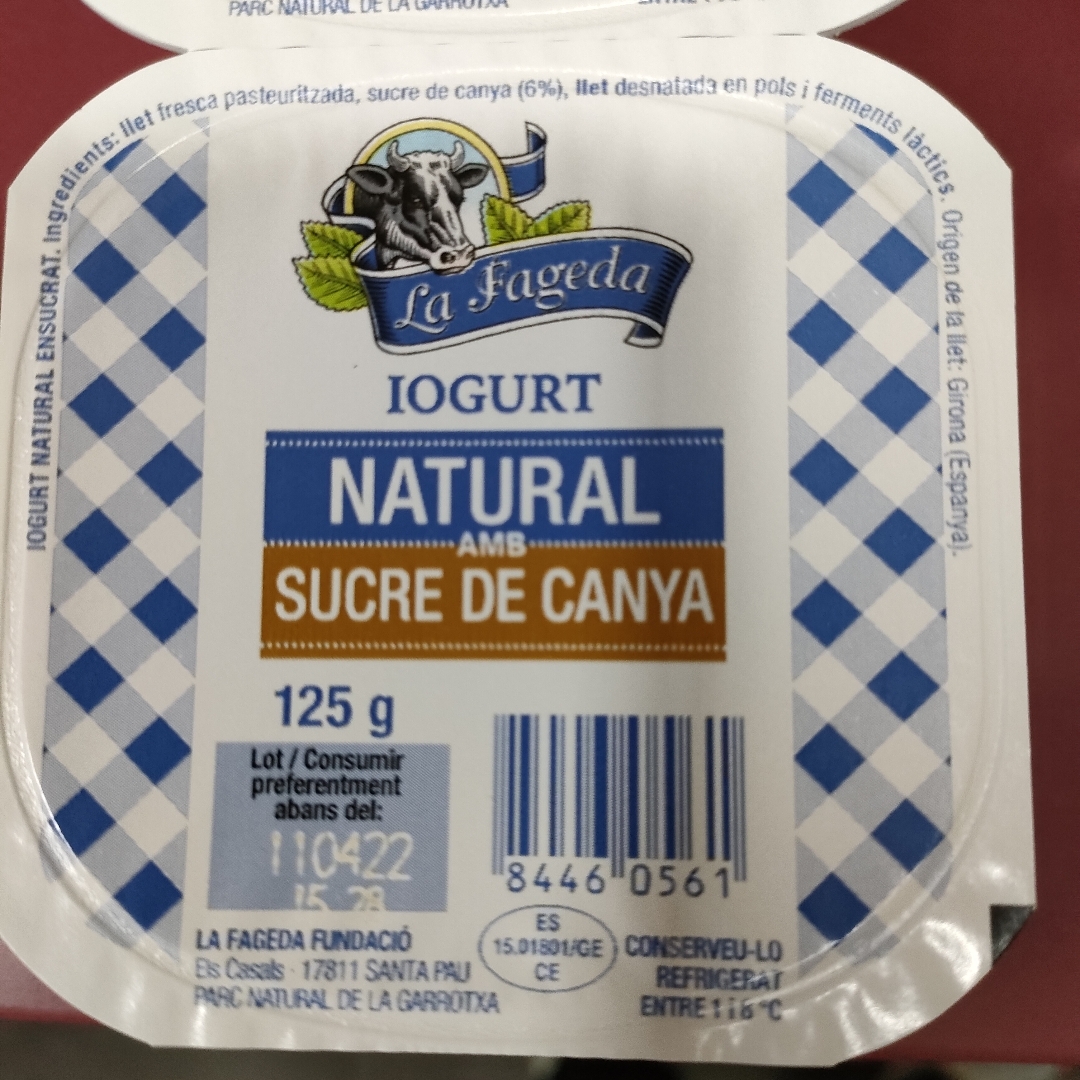 PARC NATURAL DE LA GARROTXA
IOGURT NATURAL ENSUCRAT. Ingredients: llet fresca pasteuritzada, sucre de canya (6%), llet desnatada en pols i ferments làctics. Origen de la llet: Girona (Espanya).
La Fageda
IOGURT
NATURAL
AMB
SUCRE DE CANYA
125 g
Lot / Consumir
preferentment
abans del:
110422
15 28
8446 0561
LA FAGEDA FUNDACIÓ
Els Casals · 17811 SANTA PAU
PARC NATURAL DE LA GARROTXA
ES
15.01801/GE
CE
CONSERVEU-LO
REFRIGERAT
ENTRE 1 i 8 °C